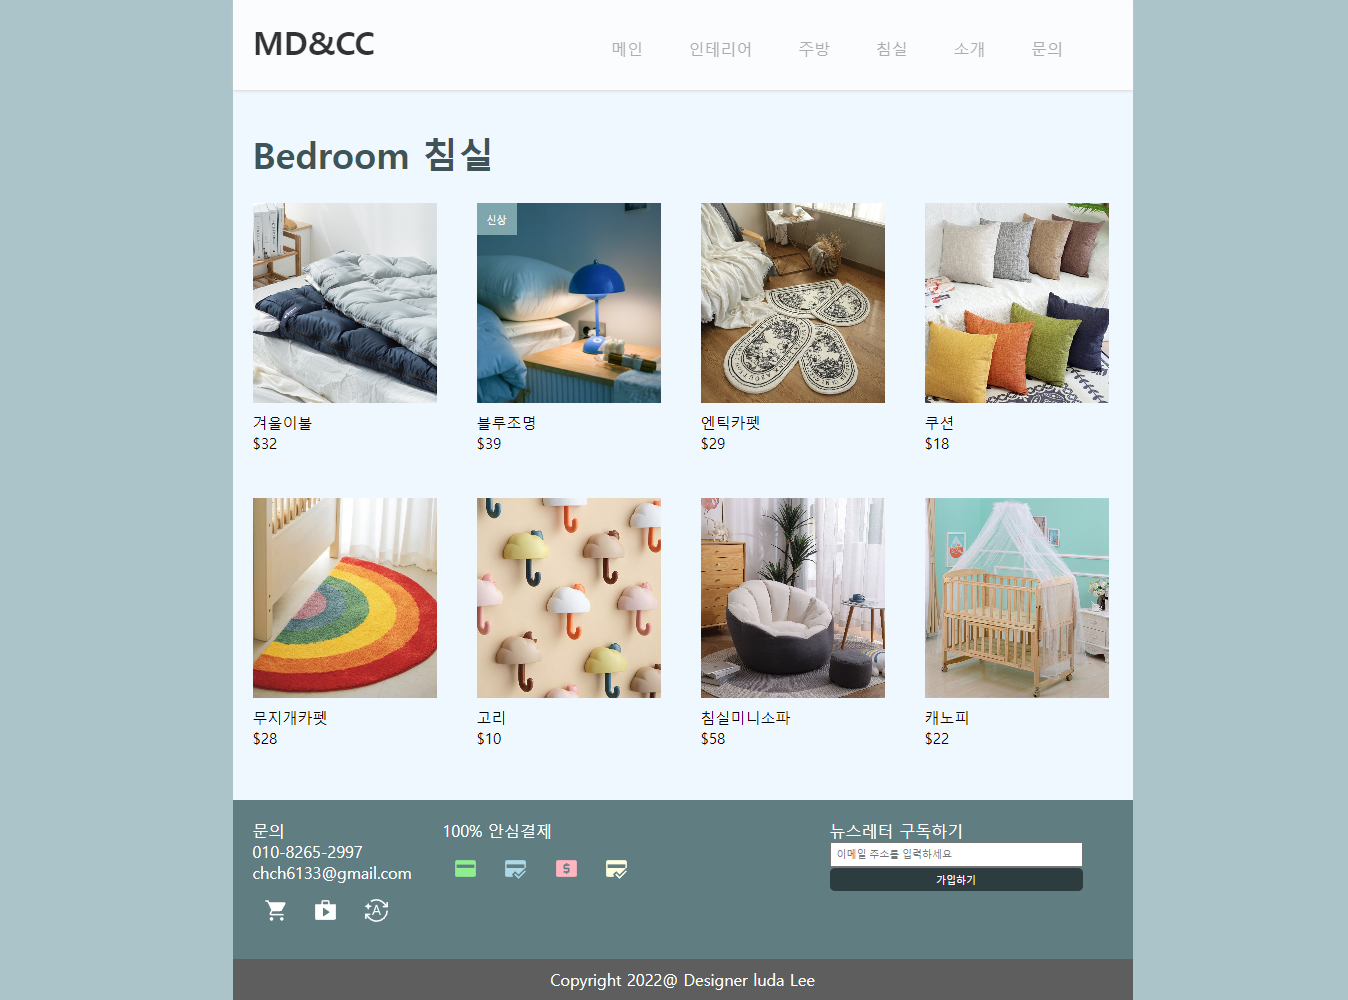 MD&CC
메인 인테리어 주방 침실 소개 문의
Bedroom 침실
신상
겨울이불
$32
블루조명
$39
엔틱카펫
$29
쿠션
$18
무지개카펫
$28
고리
$10
침실미니소파
$58
캐노피
$22
문의
010-8265-2997
chch6133@gmail.com
100% 안심결제
뉴스레터 구독하기
이메일 주소를 입력하세요
가입하기
Copyright 2022@ Designer luda Lee